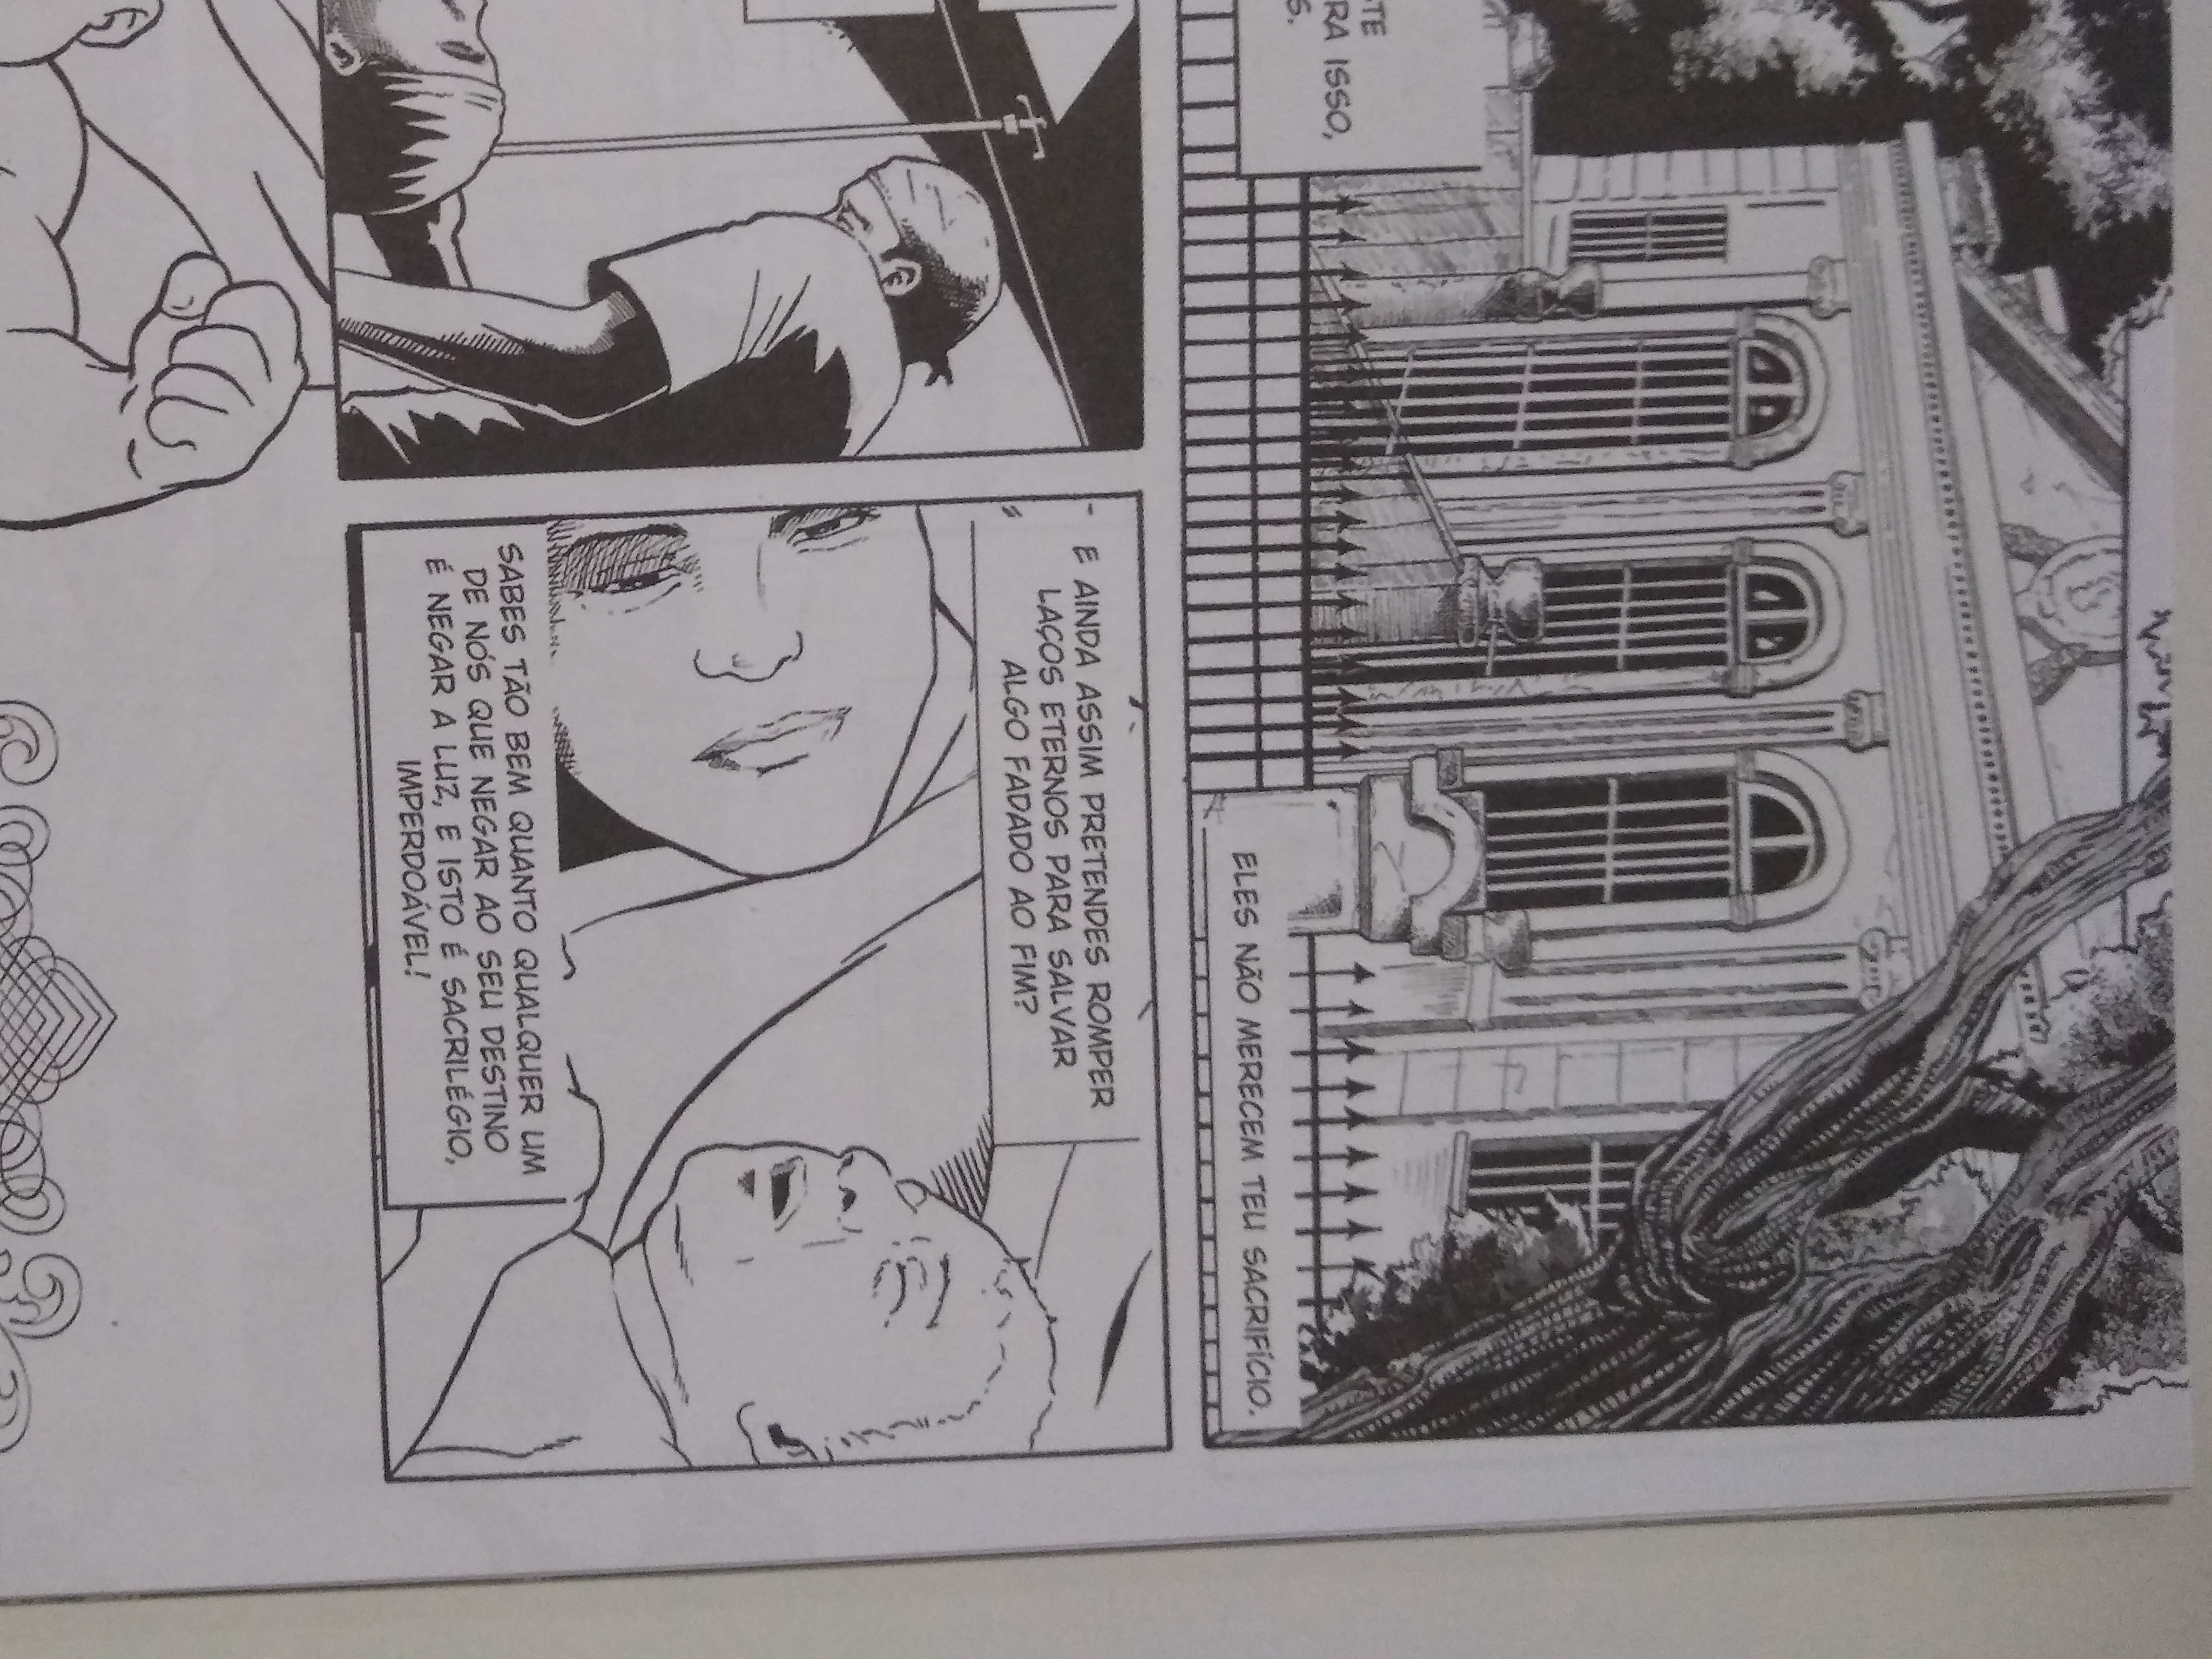 RA ISSO,
ELES NÃO MERECEM TEU SACRIFÍCIO.
E AINDA ASSIM PRETENDES ROMPER
LAÇOS ETERNOS PARA SALVAR
ALGO FADADO AO FIM?
SABES TÃO BEM QUANTO QUALQUER UM
DE NÓS QUE NEGAR AO SEU DESTINO
É NEGAR A LUZ, E ISTO É SACRILÉGIO,
IMPERDOÁVEL!